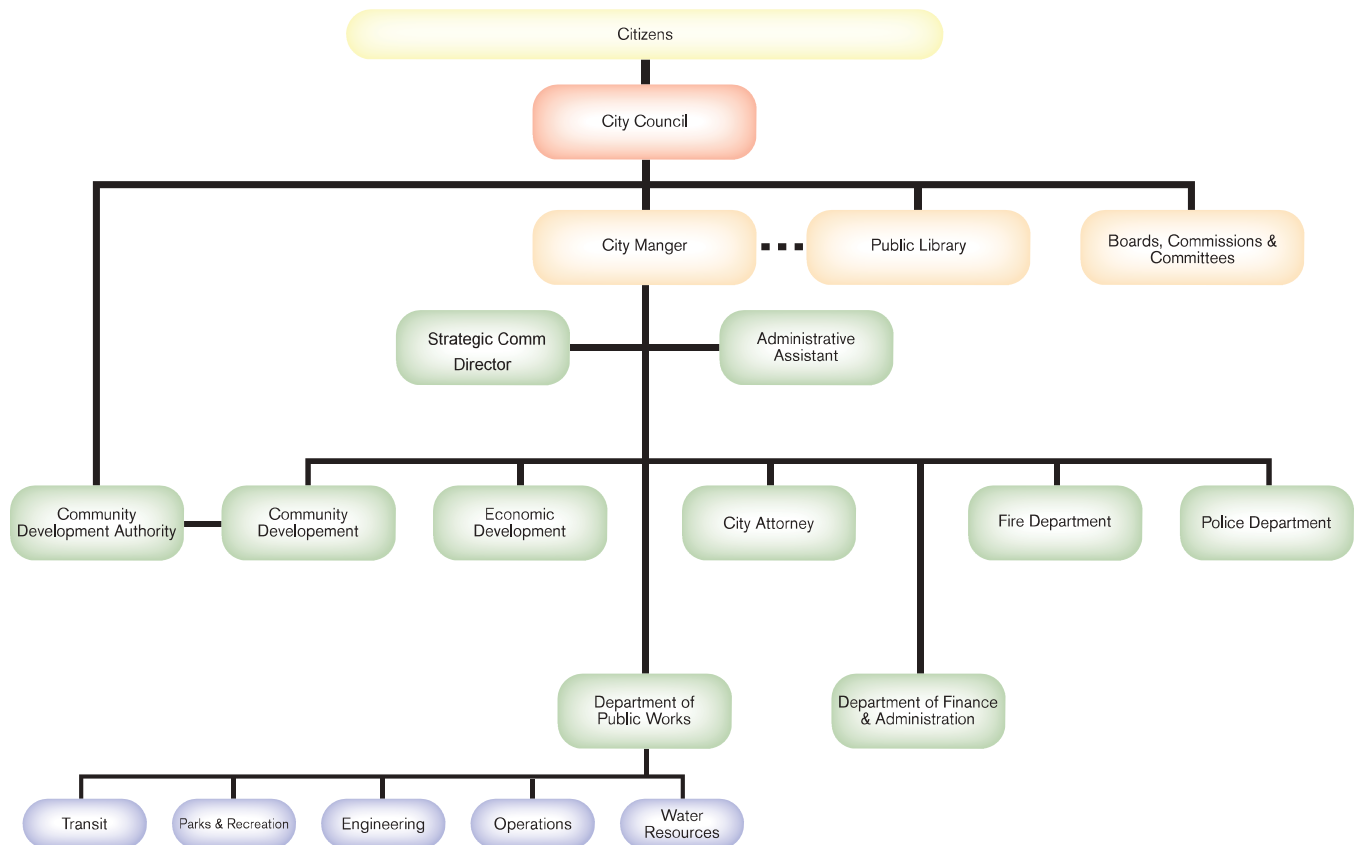 Citizens
City Council
City Manger
Public Library
Boards, Commissions &
Committees
Strategic Comm
Director
Administrative
Assistant
Community
Development Authority
Community
Developement
Economic
Development
City Attorney
Fire Department
Police Department
Department of
Public Works
Department of Finance
& Administration
Transit
Parks & Recreation
Engineering
Operations
Water
Resources